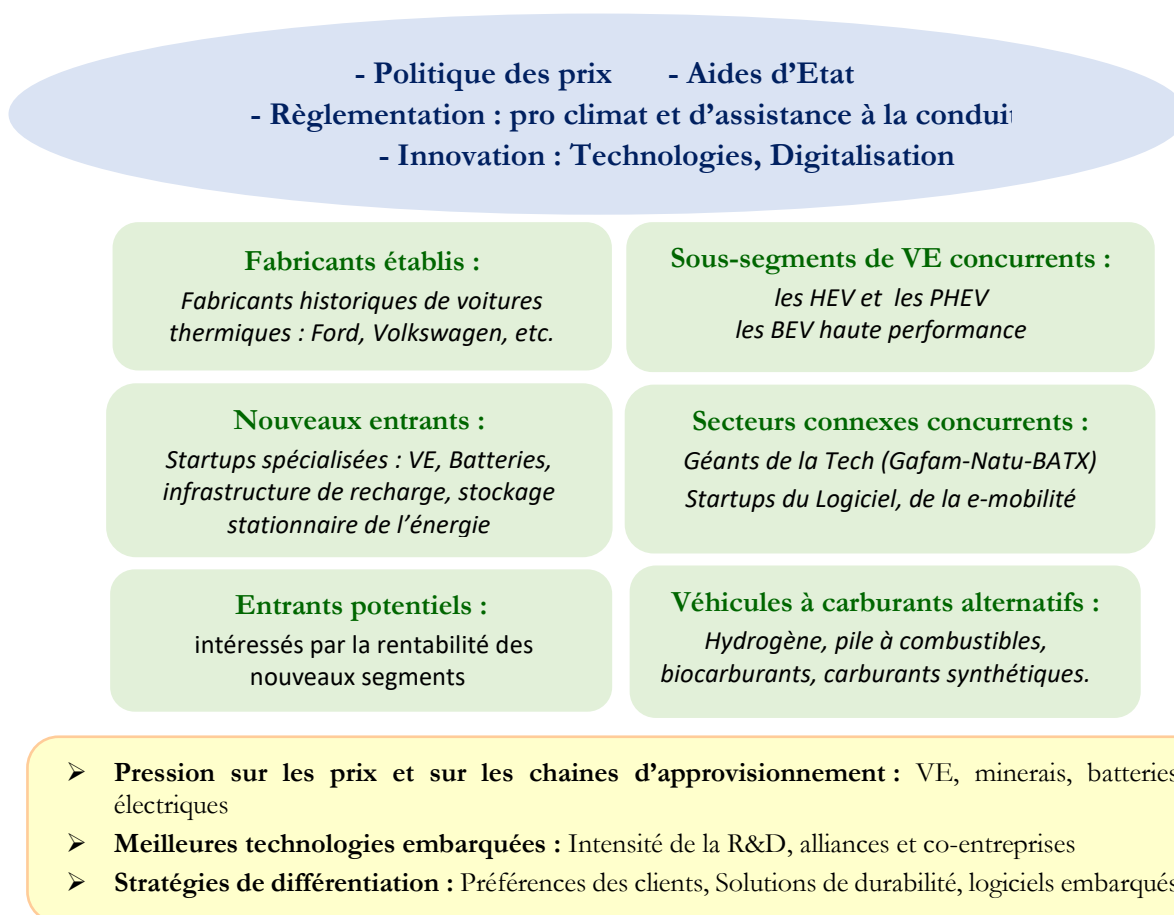 - Politique des prix - Aides d’Etat
- Règlementation : pro climat et d’assistance à la conduit
- Innovation : Technologies, Digitalisation
Fabricants établis :
Fabricants historiques de voitures
thermiques : Ford, Volkswagen, etc.
Sous-segments de VE concurrents :
les HEV et les PHEV
les BEV haute performance
Nouveaux entrants :
Startups spécialisées : VE, Batteries,
infrastructure de recharge, stockage
stationnaire de l’énergie
Secteurs connexes concurrents :
Géants de la Tech (Gafam-Natu-BATX)
Startups du Logiciel, de la e-mobilité
Entrants potentiels :
intéressés par la rentabilité des
nouveaux segments
Véhicules à carburants alternatifs :
Hydrogène, pile à combustibles,
biocarburants, carburants synthétiques.
➢ Pression sur les prix et sur les chaines d’approvisionnement : VE, minerais, batteries
électriques
➢ Meilleures technologies embarquées : Intensité de la R&D, alliances et co-entreprises
➢ Stratégies de différentiation : Préférences des clients, Solutions de durabilité, logiciels embarqués